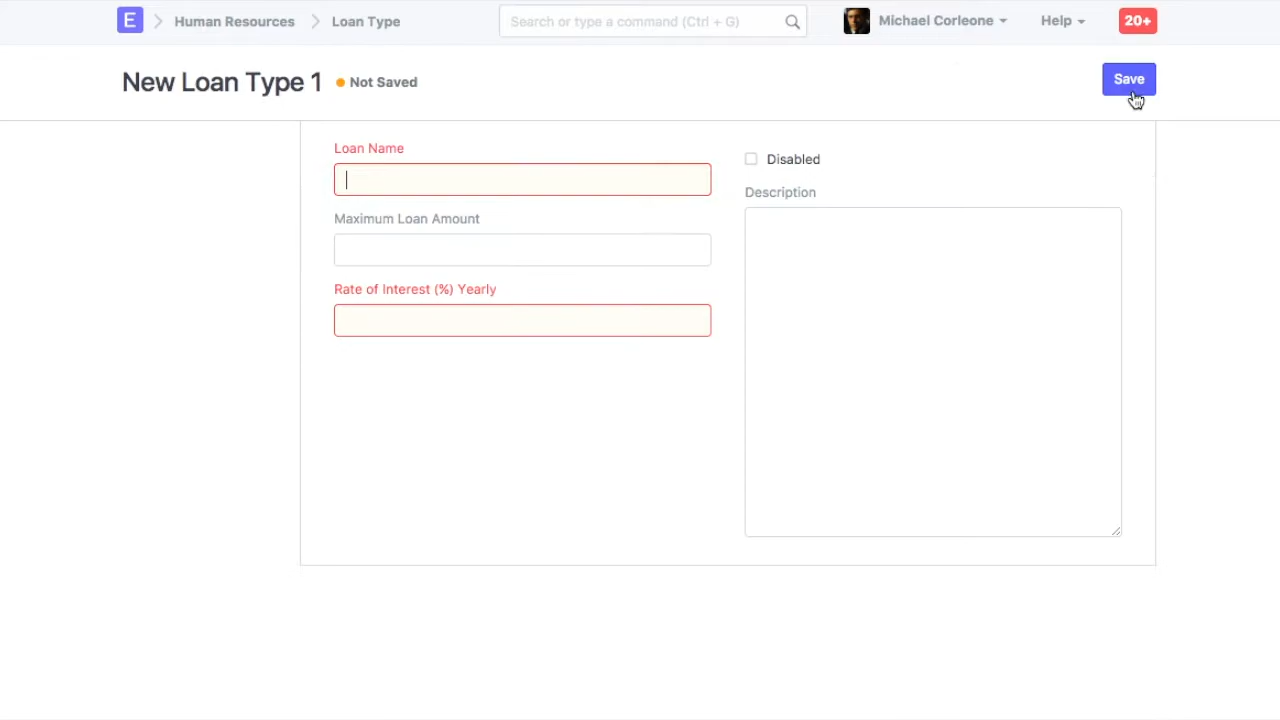 E Human Resources Loan Type Search or type a command (Ctrl + G) Michael Corleone Help 20+
New Loan Type 1 Not Saved Save
Loan Name
Disabled
Description
Maximum Loan Amount
Rate of Interest (%) Yearly